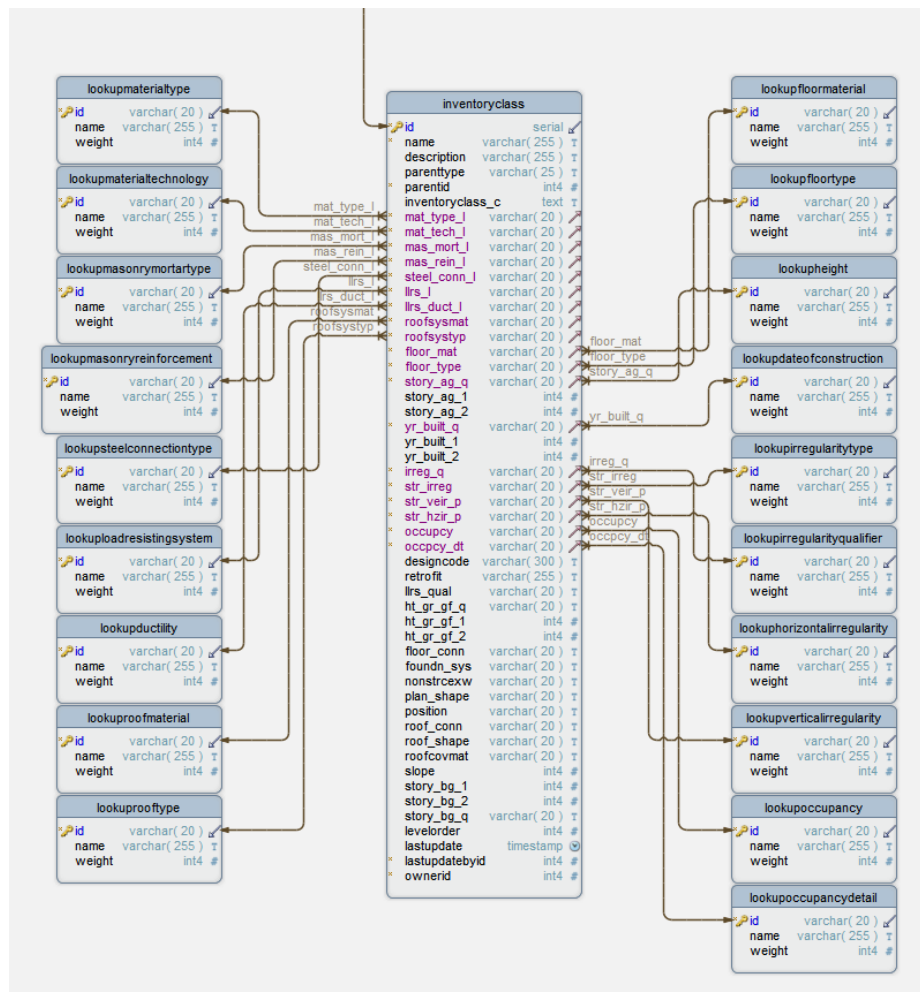 lookupmaterialtype
id varchar( 20 )
name varchar( 255 ) T
weight int4 #
lookupmaterialtechnology
id varchar( 20 )
name varchar( 255 ) T
weight int4 #
lookupmasonrymortartype
id varchar( 20 )
name varchar( 255 ) T
weight int4 #
lookupmasonryreinforcement
id varchar( 20 )
name varchar( 255 ) T
weight int4 #
lookupsteelconnectiontype
id varchar( 20 )
name varchar( 255 ) T
weight int4 #
lookuploadresistingsystem
id varchar( 20 )
name varchar( 255 ) T
weight int4 #
lookupductility
id varchar( 20 )
name varchar( 255 ) T
weight int4 #
lookuproofmaterial
id varchar( 20 )
name varchar( 255 ) T
weight int4 #
lookuprooftype
id varchar( 20 )
name varchar( 255 ) T
weight int4 #
mat_type_l
mat_tech_l
mas_mort_l
mas_rein_l
steel_conn_l
llrs_l
llrs_duct_l
roofsysmat
roofsystyp
inventoryclass
id serial
name varchar( 255 ) T
description varchar( 255 ) T
parenttype varchar( 25 ) T
parentid int4 #
inventoryclass_c text T
mat_type_l varchar( 20 )
mat_tech_l varchar( 20 )
mas_mort_l varchar( 20 )
mas_rein_l varchar( 20 )
steel_conn_l varchar( 20 )
llrs_l varchar( 20 )
llrs_duct_l varchar( 20 )
roofsysmat varchar( 20 )
roofsystyp varchar( 20 )
floor_mat varchar( 20 )
floor_type varchar( 20 )
story_ag_q varchar( 20 )
story_ag_1 int4 #
story_ag_2 int4 #
yr_built_q varchar( 20 )
yr_built_1 int4 #
yr_built_2 int4 #
irreg_q varchar( 20 )
str_irreg varchar( 20 )
str_veir_p varchar( 20 )
str_hzir_p varchar( 20 )
occupcy varchar( 20 )
occpcy_dt varchar( 20 )
designcode varchar( 300 ) T
retrofit varchar( 255 ) T
llrs_qual varchar( 20 ) T
ht_gr_gf_q varchar( 20 ) T
ht_gr_gf_1 int4 #
ht_gr_gf_2 int4 #
floor_conn varchar( 20 ) T
foundn_sys varchar( 20 ) T
nonstrcexw varchar( 20 ) T
plan_shape varchar( 20 ) T
position varchar( 20 ) T
roof_conn varchar( 20 ) T
roof_shape varchar( 20 ) T
roofcovmat varchar( 20 ) T
slope int4 #
story_bg_1 int4 #
story_bg_2 int4 #
story_bg_q varchar( 20 ) T
levelorder int4 #
lastupdate timestamp
lastupdatebyid int4 #
ownerid int4 #
floor_mat
floor_type
story_ag_q
yr_built_q
irreg_q
str_irreg
str_veir_p
str_hzir_p
occupcy
occpcy_dt
lookupfloormaterial
id varchar( 20 )
name varchar( 255 ) T
weight int4 #
lookupfloortype
id varchar( 20 )
name varchar( 255 ) T
weight int4 #
lookupheight
id varchar( 20 )
name varchar( 255 ) T
weight int4 #
lookupdateofconstruction
id varchar( 20 )
name varchar( 255 ) T
weight int4 #
lookupirregularitytype
id varchar( 20 )
name varchar( 255 ) T
weight int4 #
lookupirregularityqualifier
id varchar( 20 )
name varchar( 255 ) T
weight int4 #
lookuphorizontalirregularity
id varchar( 20 )
name varchar( 255 ) T
weight int4 #
lookupverticalirregularity
id varchar( 20 )
name varchar( 255 ) T
weight int4 #
lookupoccupancy
id varchar( 20 )
name varchar( 255 ) T
weight int4 #
lookupoccupancydetail
id varchar( 20 )
name varchar( 255 ) T
weight int4 #